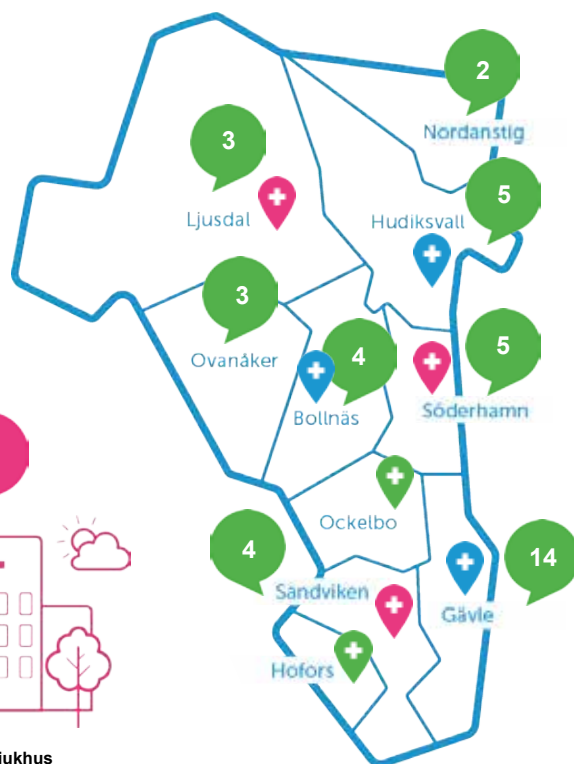 2
Nordanstig
3
Ljusdal
5
Hudiksvall
3
Ovanåker
4
Bollnäs
5
Söderhamn
Ockelbo
4
Sandviken
14
Gävle
Hofors